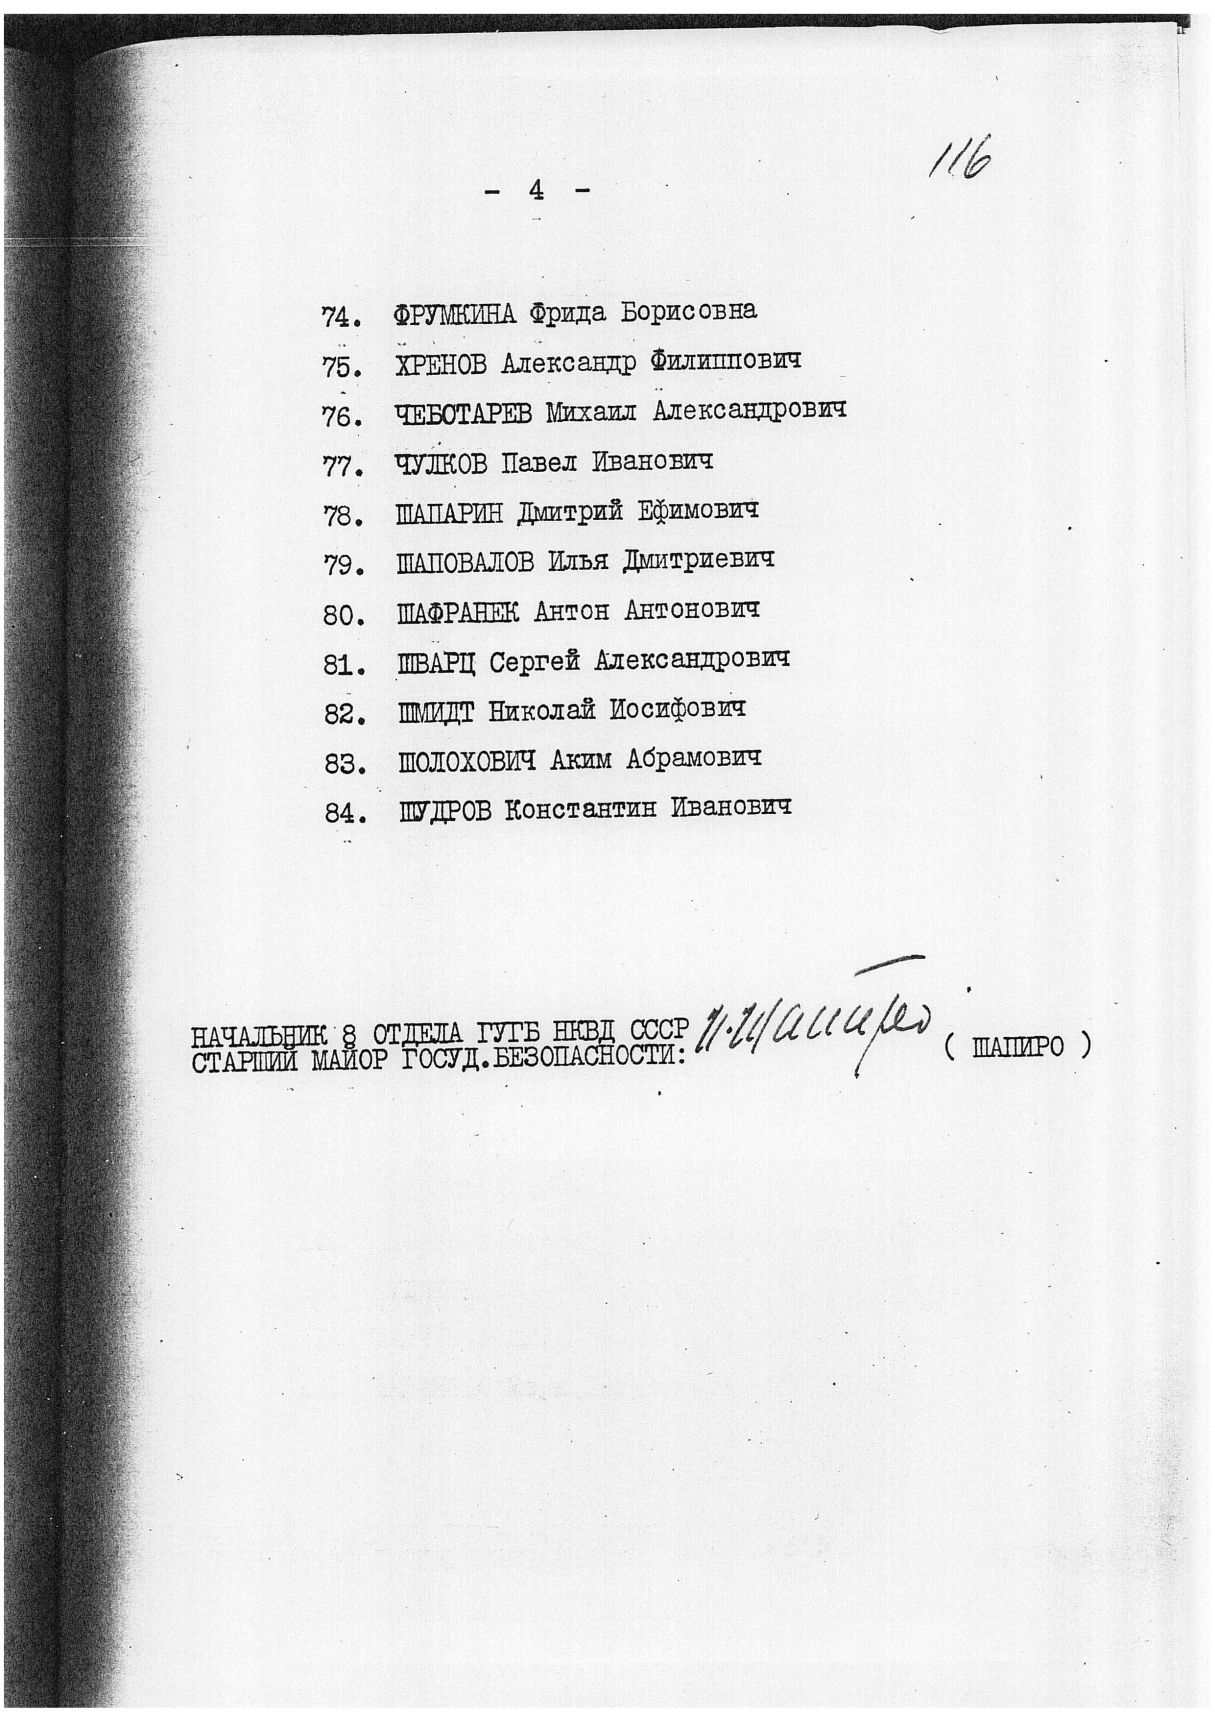 116
- 4 -
74. ФРУМКИНА Фрида Борисовна
75. ХРЕНОВ Александр Филиппович
76. ЧЕБОТАРЕВ Михаил Александрович
77. ЧУЛКОВ Павел Иванович
78. ШАПАРИН Дмитрий Ефимович
79. ШАПОВАЛОВ Илья Дмитриевич
80. ШАФРАНЕК Антон Антонович
81. ШВАРЦ Сергей Александрович
82. ШМИДТ Николай Иосифович
83. ШОЛОХОВИЧ Аким Абрамович
84. ШУДРОВ Константин Иванович
НАЧАЛЬНИК 8 ОТДЕЛА ГУГБ НКВД СССР
СТАРШИЙ МАЙОР ГОСУД.БЕЗОПАСНОСТИ: И.Шапиро ( ШАПИРО )